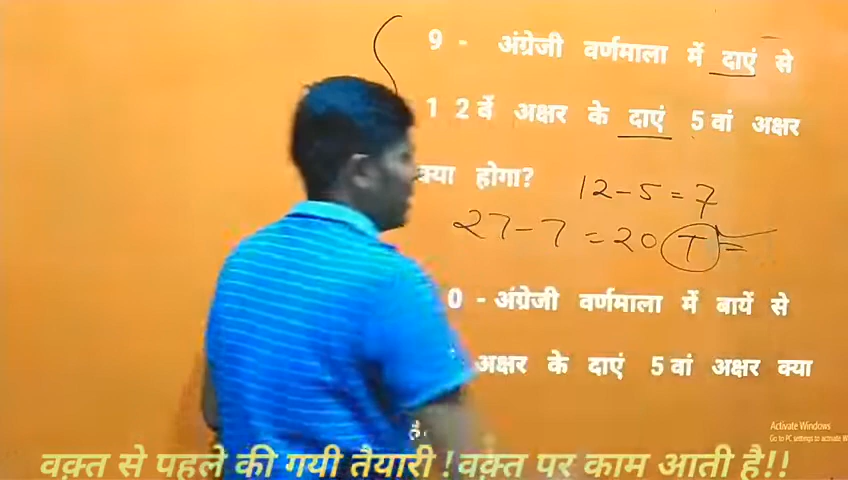 9 - अंग्रेजी वर्णमाला में दाएं से
1 2 वें अक्षर के दाएं 5 वां अक्षर
क्या होगा?
12 - 5 = 7
27 - 7 = 20 T =
0 - अंग्रेजी वर्णमाला में बायें से
अक्षर के दाएं 5 वां अक्षर क्या
है
Activate Windows
Go to PC settings to activate W
वक़्त से पहले की गयी तैयारी ! वक़्त पर काम आती है!!